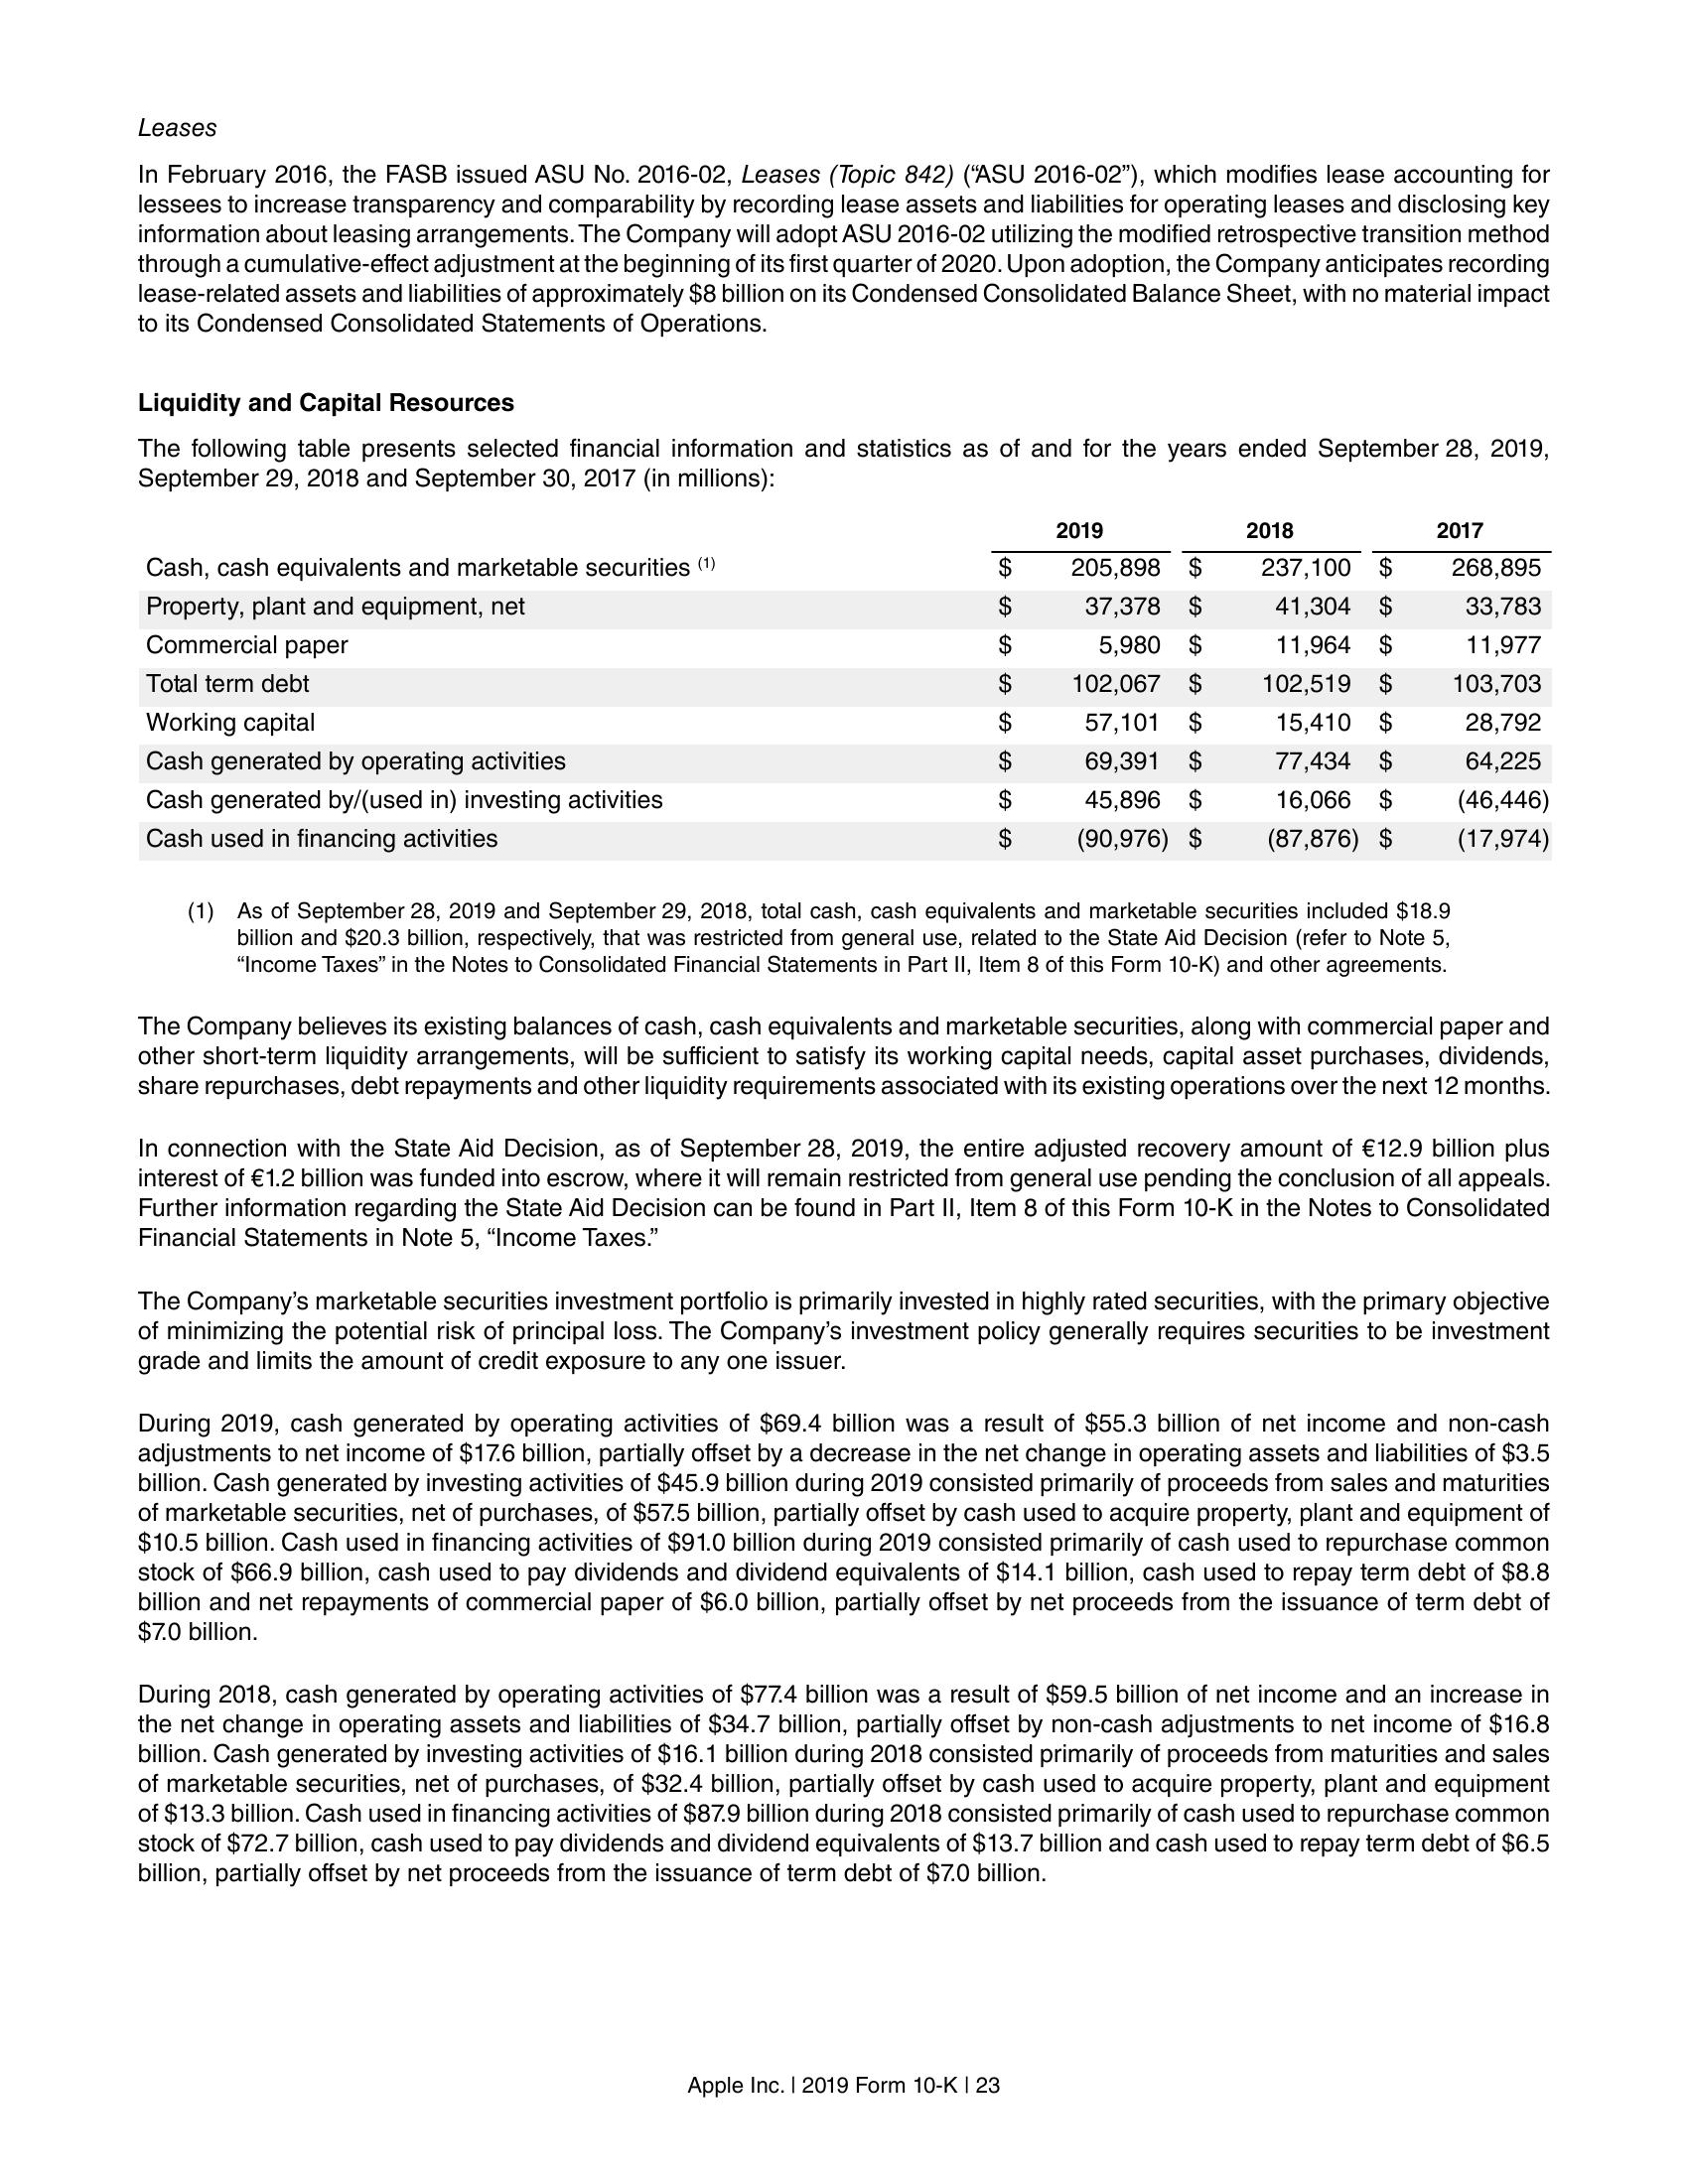 Leases
In February 2016, the FASB issued ASU No. 2016-02, Leases (Topic 842) (“ASU 2016-02”), which modifies lease accounting for
lessees to increase transparency and comparability by recording lease assets and liabilities for operating leases and disclosing key
information about leasing arrangements. The Company will adopt ASU 2016-02 utilizing the modified retrospective transition method
through a cumulative-effect adjustment at the beginning of its first quarter of 2020. Upon adoption, the Company anticipates recording
lease-related assets and liabilities of approximately $8 billion on its Condensed Consolidated Balance Sheet, with no material impact
to its Condensed Consolidated Statements of Operations.
Liquidity and Capital Resources
The following table presents selected financial information and statistics as of and for the years ended September 28, 2019,
September 29, 2018 and September 30, 2017 (in millions):
2019 2018 2017
Cash, cash equivalents and marketable securities (1) $ 205,898 $ 237,100 $ 268,895
Property, plant and equipment, net $ 37,378 $ 41,304 $ 33,783
Commercial paper $ 5,980 $ 11,964 $ 11,977
Total term debt $ 102,067 $ 102,519 $ 103,703
Working capital $ 57,101 $ 15,410 $ 28,792
Cash generated by operating activities $ 69,391 $ 77,434 $ 64,225
Cash generated by/(used in) investing activities $ 45,896 $ 16,066 $ (46,446)
Cash used in financing activities $ (90,976) $ (87,876) $ (17,974)
(1) As of September 28, 2019 and September 29, 2018, total cash, cash equivalents and marketable securities included $18.9
billion and $20.3 billion, respectively, that was restricted from general use, related to the State Aid Decision (refer to Note 5,
“Income Taxes” in the Notes to Consolidated Financial Statements in Part II, Item 8 of this Form 10-K) and other agreements.
The Company believes its existing balances of cash, cash equivalents and marketable securities, along with commercial paper and
other short-term liquidity arrangements, will be sufficient to satisfy its working capital needs, capital asset purchases, dividends,
share repurchases, debt repayments and other liquidity requirements associated with its existing operations over the next 12 months.
In connection with the State Aid Decision, as of September 28, 2019, the entire adjusted recovery amount of €12.9 billion plus
interest of €1.2 billion was funded into escrow, where it will remain restricted from general use pending the conclusion of all appeals.
Further information regarding the State Aid Decision can be found in Part II, Item 8 of this Form 10-K in the Notes to Consolidated
Financial Statements in Note 5, “Income Taxes.”
The Company’s marketable securities investment portfolio is primarily invested in highly rated securities, with the primary objective
of minimizing the potential risk of principal loss. The Company’s investment policy generally requires securities to be investment
grade and limits the amount of credit exposure to any one issuer.
During 2019, cash generated by operating activities of $69.4 billion was a result of $55.3 billion of net income and non-cash
adjustments to net income of $17.6 billion, partially offset by a decrease in the net change in operating assets and liabilities of $3.5
billion. Cash generated by investing activities of $45.9 billion during 2019 consisted primarily of proceeds from sales and maturities
of marketable securities, net of purchases, of $57.5 billion, partially offset by cash used to acquire property, plant and equipment of
$10.5 billion. Cash used in financing activities of $91.0 billion during 2019 consisted primarily of cash used to repurchase common
stock of $66.9 billion, cash used to pay dividends and dividend equivalents of $14.1 billion, cash used to repay term debt of $8.8
billion and net repayments of commercial paper of $6.0 billion, partially offset by net proceeds from the issuance of term debt of
$7.0 billion.
During 2018, cash generated by operating activities of $77.4 billion was a result of $59.5 billion of net income and an increase in
the net change in operating assets and liabilities of $34.7 billion, partially offset by non-cash adjustments to net income of $16.8
billion. Cash generated by investing activities of $16.1 billion during 2018 consisted primarily of proceeds from maturities and sales
of marketable securities, net of purchases, of $32.4 billion, partially offset by cash used to acquire property, plant and equipment
of $13.3 billion. Cash used in financing activities of $87.9 billion during 2018 consisted primarily of cash used to repurchase common
stock of $72.7 billion, cash used to pay dividends and dividend equivalents of $13.7 billion and cash used to repay term debt of $6.5
billion, partially offset by net proceeds from the issuance of term debt of $7.0 billion.
Apple Inc. | 2019 Form 10-K | 23